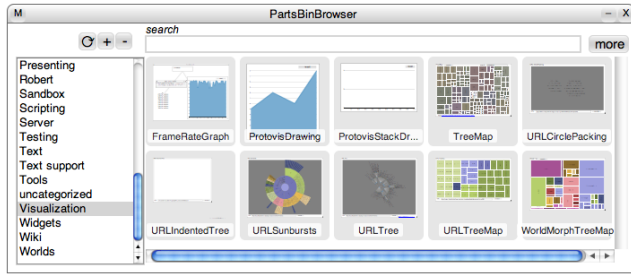 M PartsBinBrowser - X
search
+ - more
Presenting
Robert
Sandbox
Scripting
Server
Testing
Text
Text support
Tools
uncategorized
Visualization
Widgets
Wiki
Worlds
FrameRateGraph ProtovisDrawing ProtovisStackDr... TreeMap URLCirclePacking
URLIndentedTree URLSunbursts URLTree URLTreeMap WorldMorphTreeMap